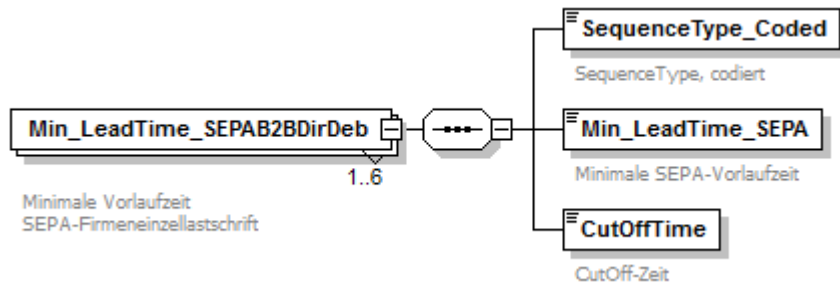 SequenceType_Coded
SequenceType, codiert
Min_LeadTime_SEPAB2BDirDeb
1..6
Minimale Vorlaufzeit
SEPA-Firmeneinzellastschrift
Min_LeadTime_SEPA
Minimale SEPA-Vorlaufzeit
CutOffTime
CutOff-Zeit